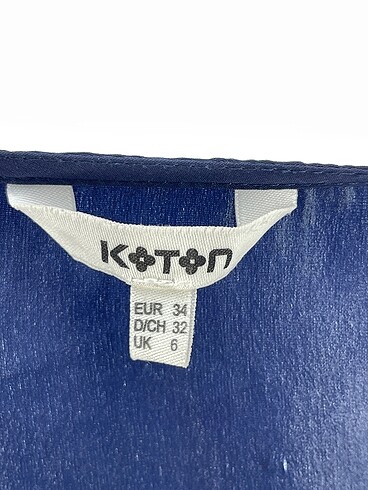 KOTON
EUR 34
D/CH 32
UK 6